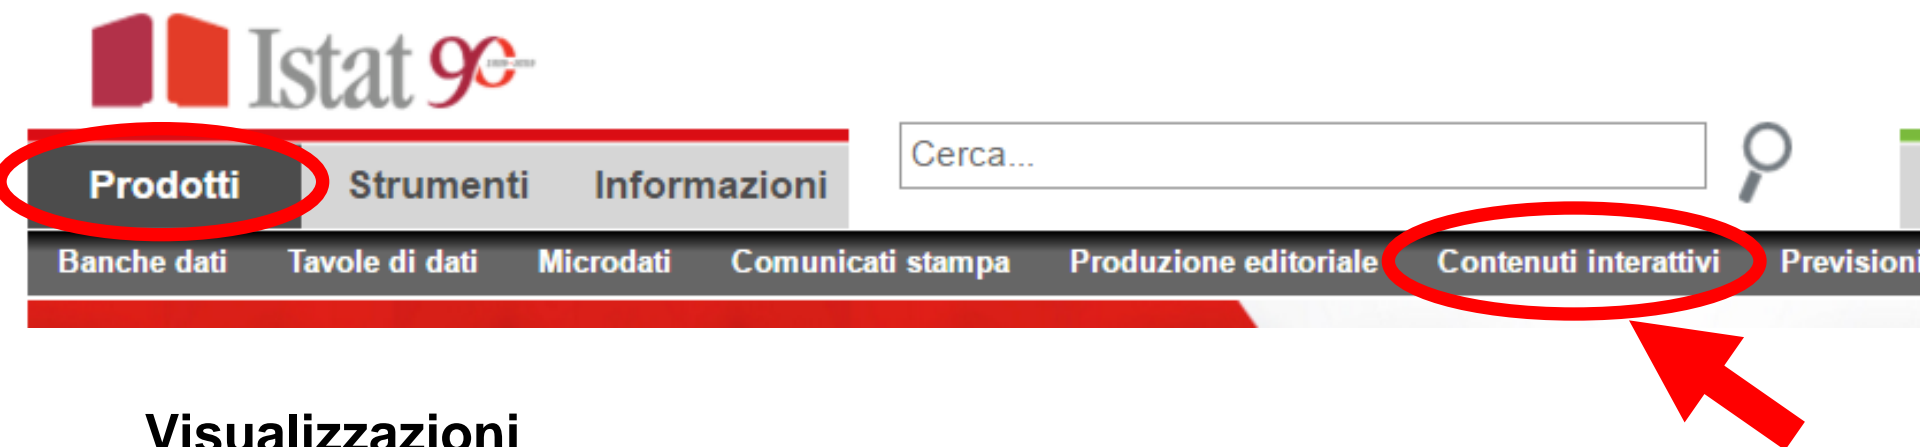 Istat 90
Cerca...
Prodotti Strumenti Informazioni
Banche dati Tavole di dati Microdati Comunicati stampa Produzione editoriale Contenuti interattivi Previsioni
Visualizzazioni